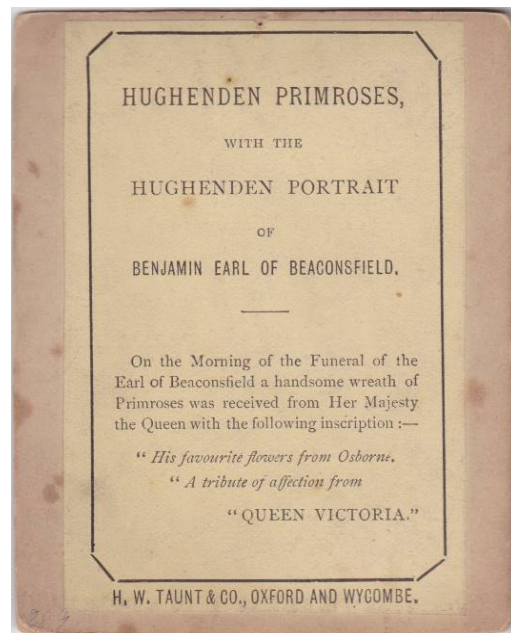 HUGHENDEN PRIMROSES,
WITH THE
HUGHENDEN PORTRAIT
OF
BENJAMIN EARL OF BEACONSFIELD.
On the Morning of the Funeral of the
Earl of Beaconsfield a handsome wreath of
Primroses was received from Her Majesty
the Queen with the following inscription :—
“ His favourite flowers from Osborne.
“ A tribute of affection from
“ QUEEN VICTORIA.”
H. W. TAUNT & CO., OXFORD AND WYCOMBE.